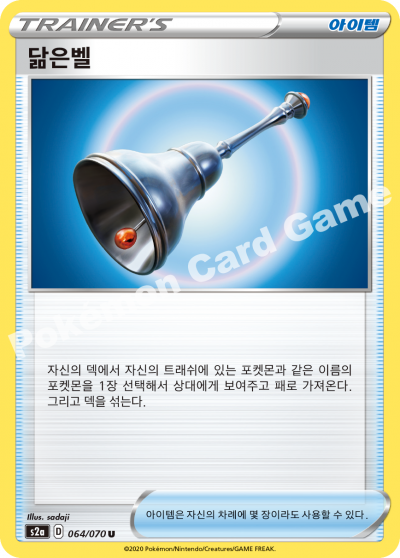 TRAINER'S
아이템
닮은벨
Pokémon Card Game
자신의 덱에서 자신의 트래쉬에 있는 포켓몬과 같은 이름의
포켓몬을 1장 선택해서 상대에게 보여주고 패로 가져온다.
그리고 덱을 섞는다.
Illus. sadaji
s2a D 064/070 U
아이템은 자신의 차례에 몇 장이라도 사용할 수 있다.
©2020 Pokémon/Nintendo/Creatures/GAME FREAK.